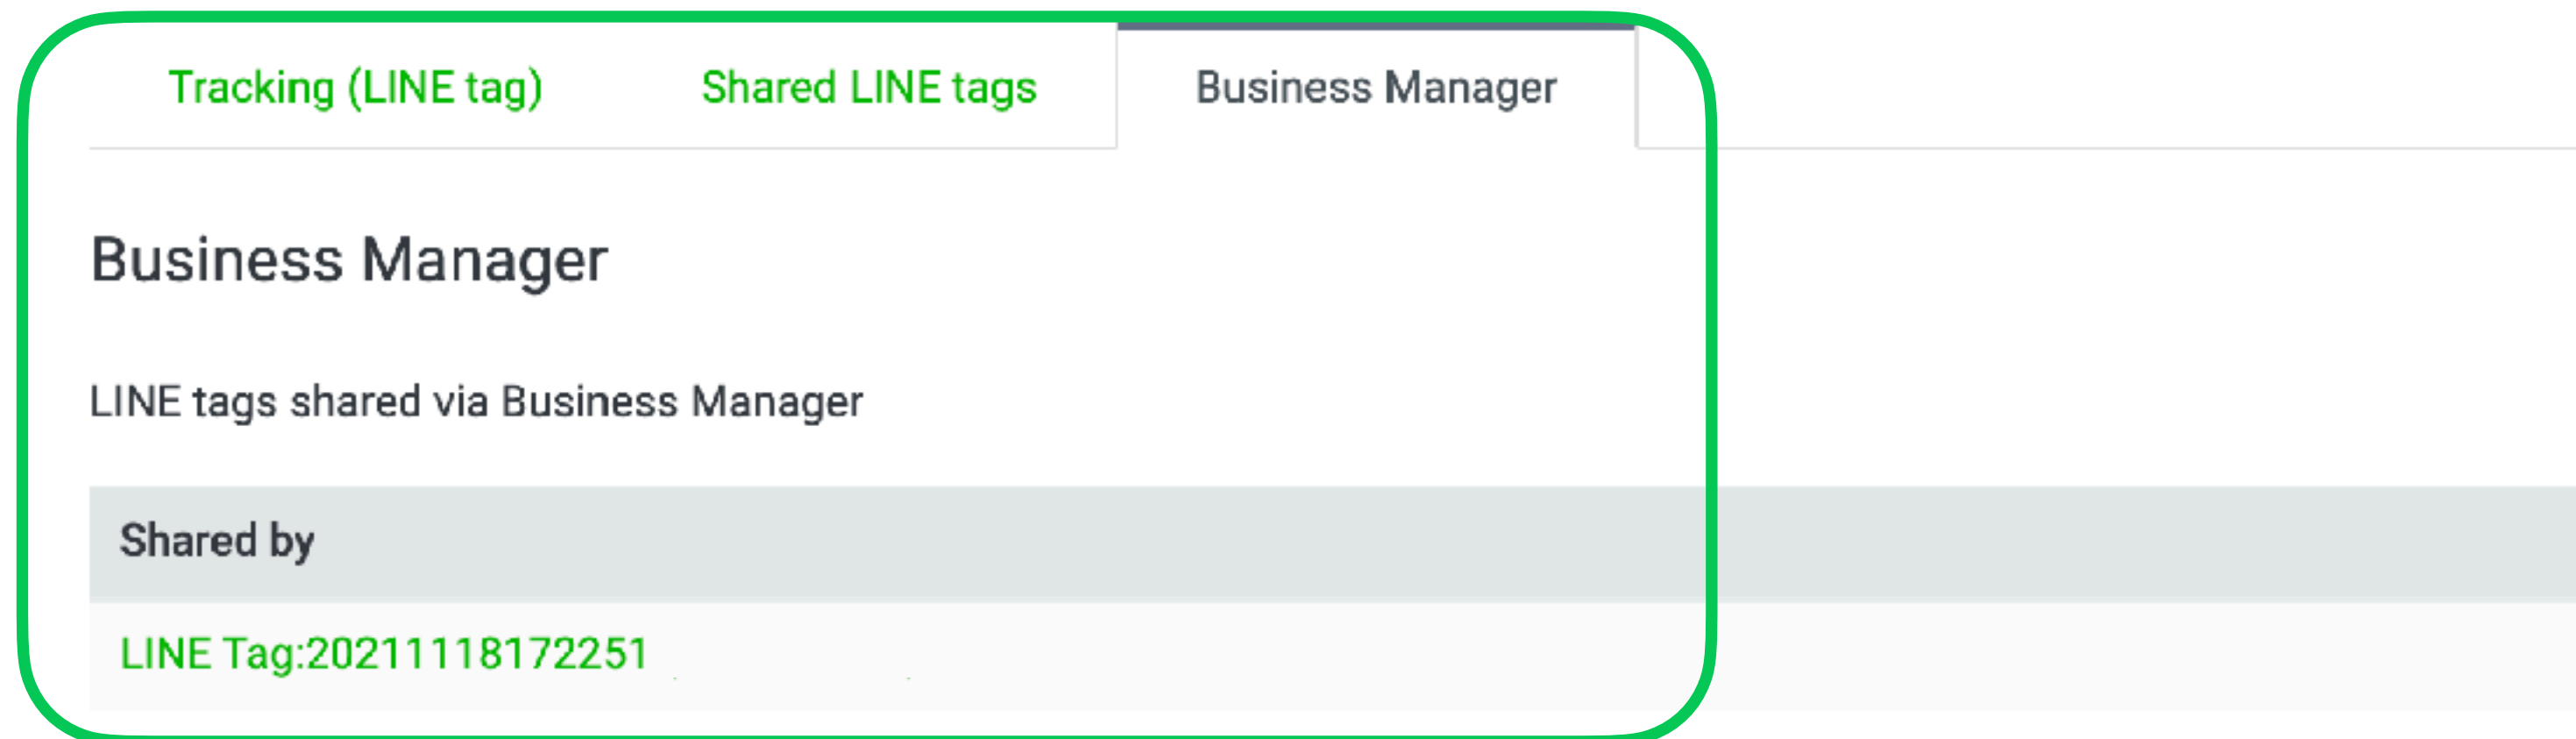 Tracking (LINE tag) Shared LINE tags Business Manager
Business Manager
LINE tags shared via Business Manager
Shared by
LINE Tag:20211118172251